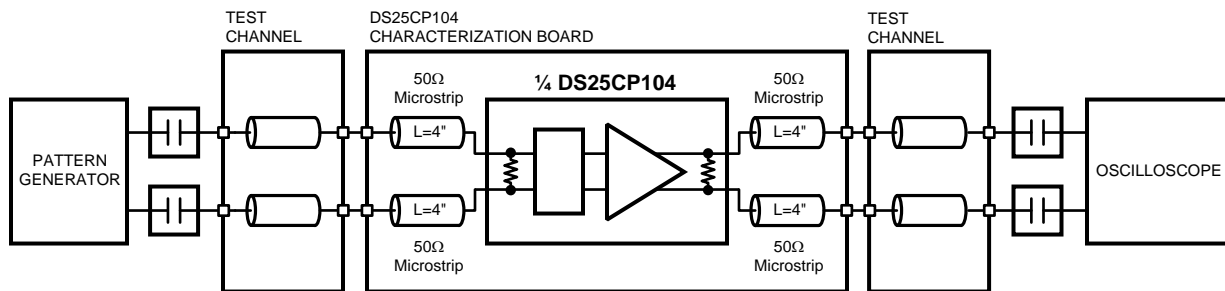 TEST
CHANNEL
DS25CP104
CHARACTERIZATION BOARD
TEST
CHANNEL
50Ω
Microstrip
¼ DS25CP104
50Ω
Microstrip
L=4"
L=4"
PATTERN
GENERATOR
OSCILLOSCOPE
L=4"
L=4"
50Ω
Microstrip
50Ω
Microstrip